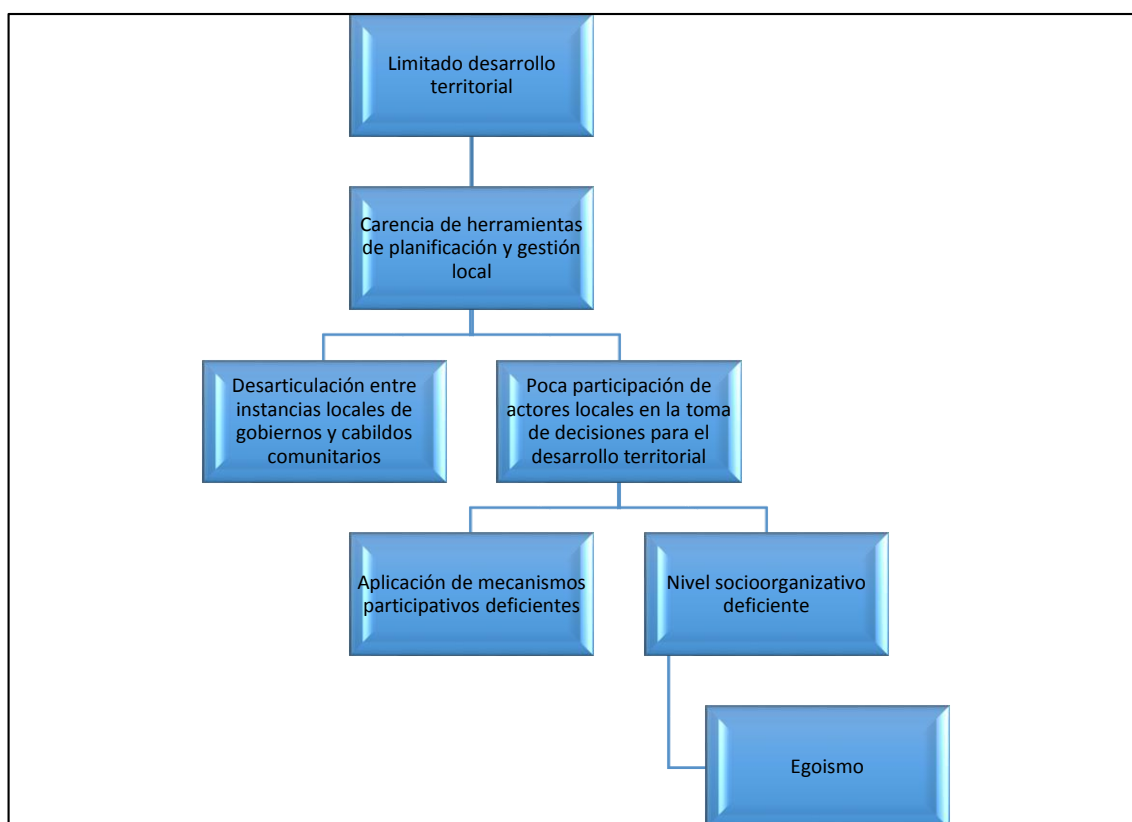 Limitado desarrollo
territorial
Carencia de herramientas
de planificación y gestión
local
Desarticulación entre
instancias locales de
gobiernos y cabildos
comunitarios
Poca participación de
actores locales en la toma
de decisiones para el
desarrollo territorial
Aplicación de mecanismos
participativos deficientes
Nivel socioorganizativo
deficiente
Egoismo